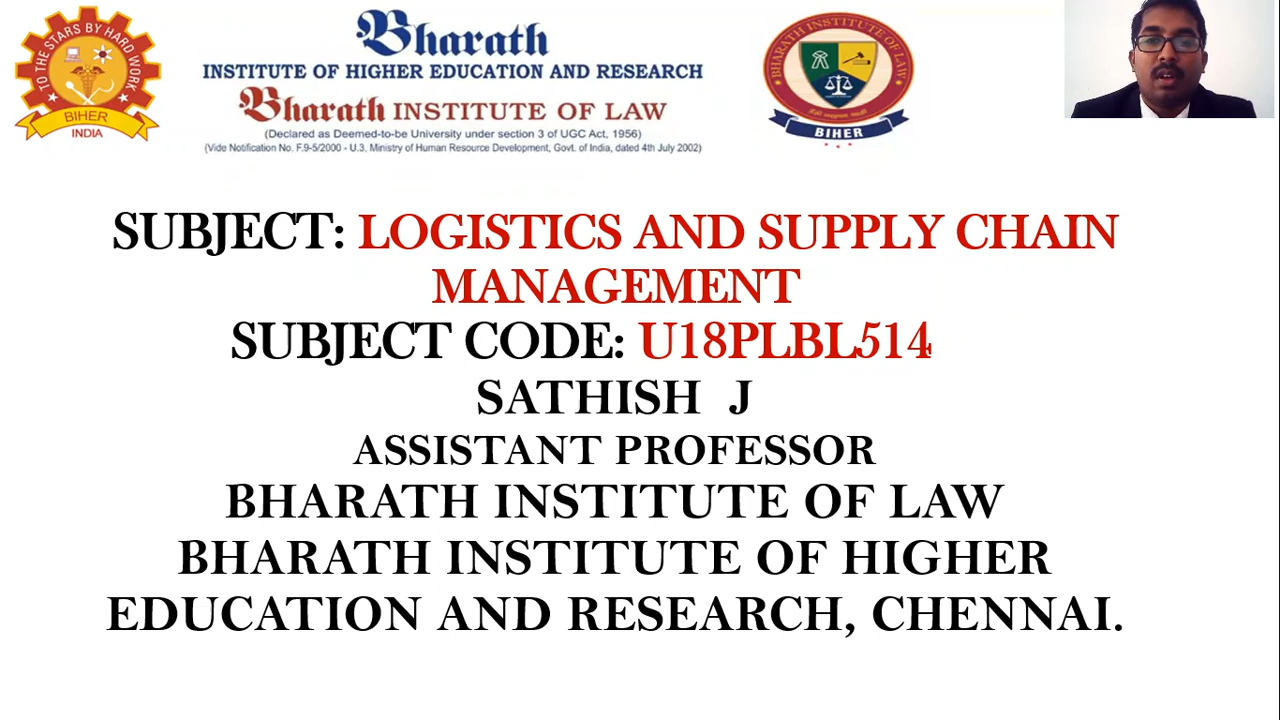 TO THE STARS BY HARD WORK
BIHER
INDIA
Bharath
INSTITUTE OF HIGHER EDUCATION AND RESEARCH
Bharath INSTITUTE OF LAW
(Declared as Deemed-to-be University under section 3 of UGC Act, 1956)
(Vide Notification No. F.9-5/2000 - U.3, Ministry of Human Resource Development, Govt. of India, dated 4th July 2002)
BHARATH INSTITUTE OF LAW
BIHER
SUBJECT: LOGISTICS AND SUPPLY CHAIN
MANAGEMENT
SUBJECT CODE: U18PLBL514
SATHISH J
ASSISTANT PROFESSOR
BHARATH INSTITUTE OF LAW
BHARATH INSTITUTE OF HIGHER
EDUCATION AND RESEARCH, CHENNAI.